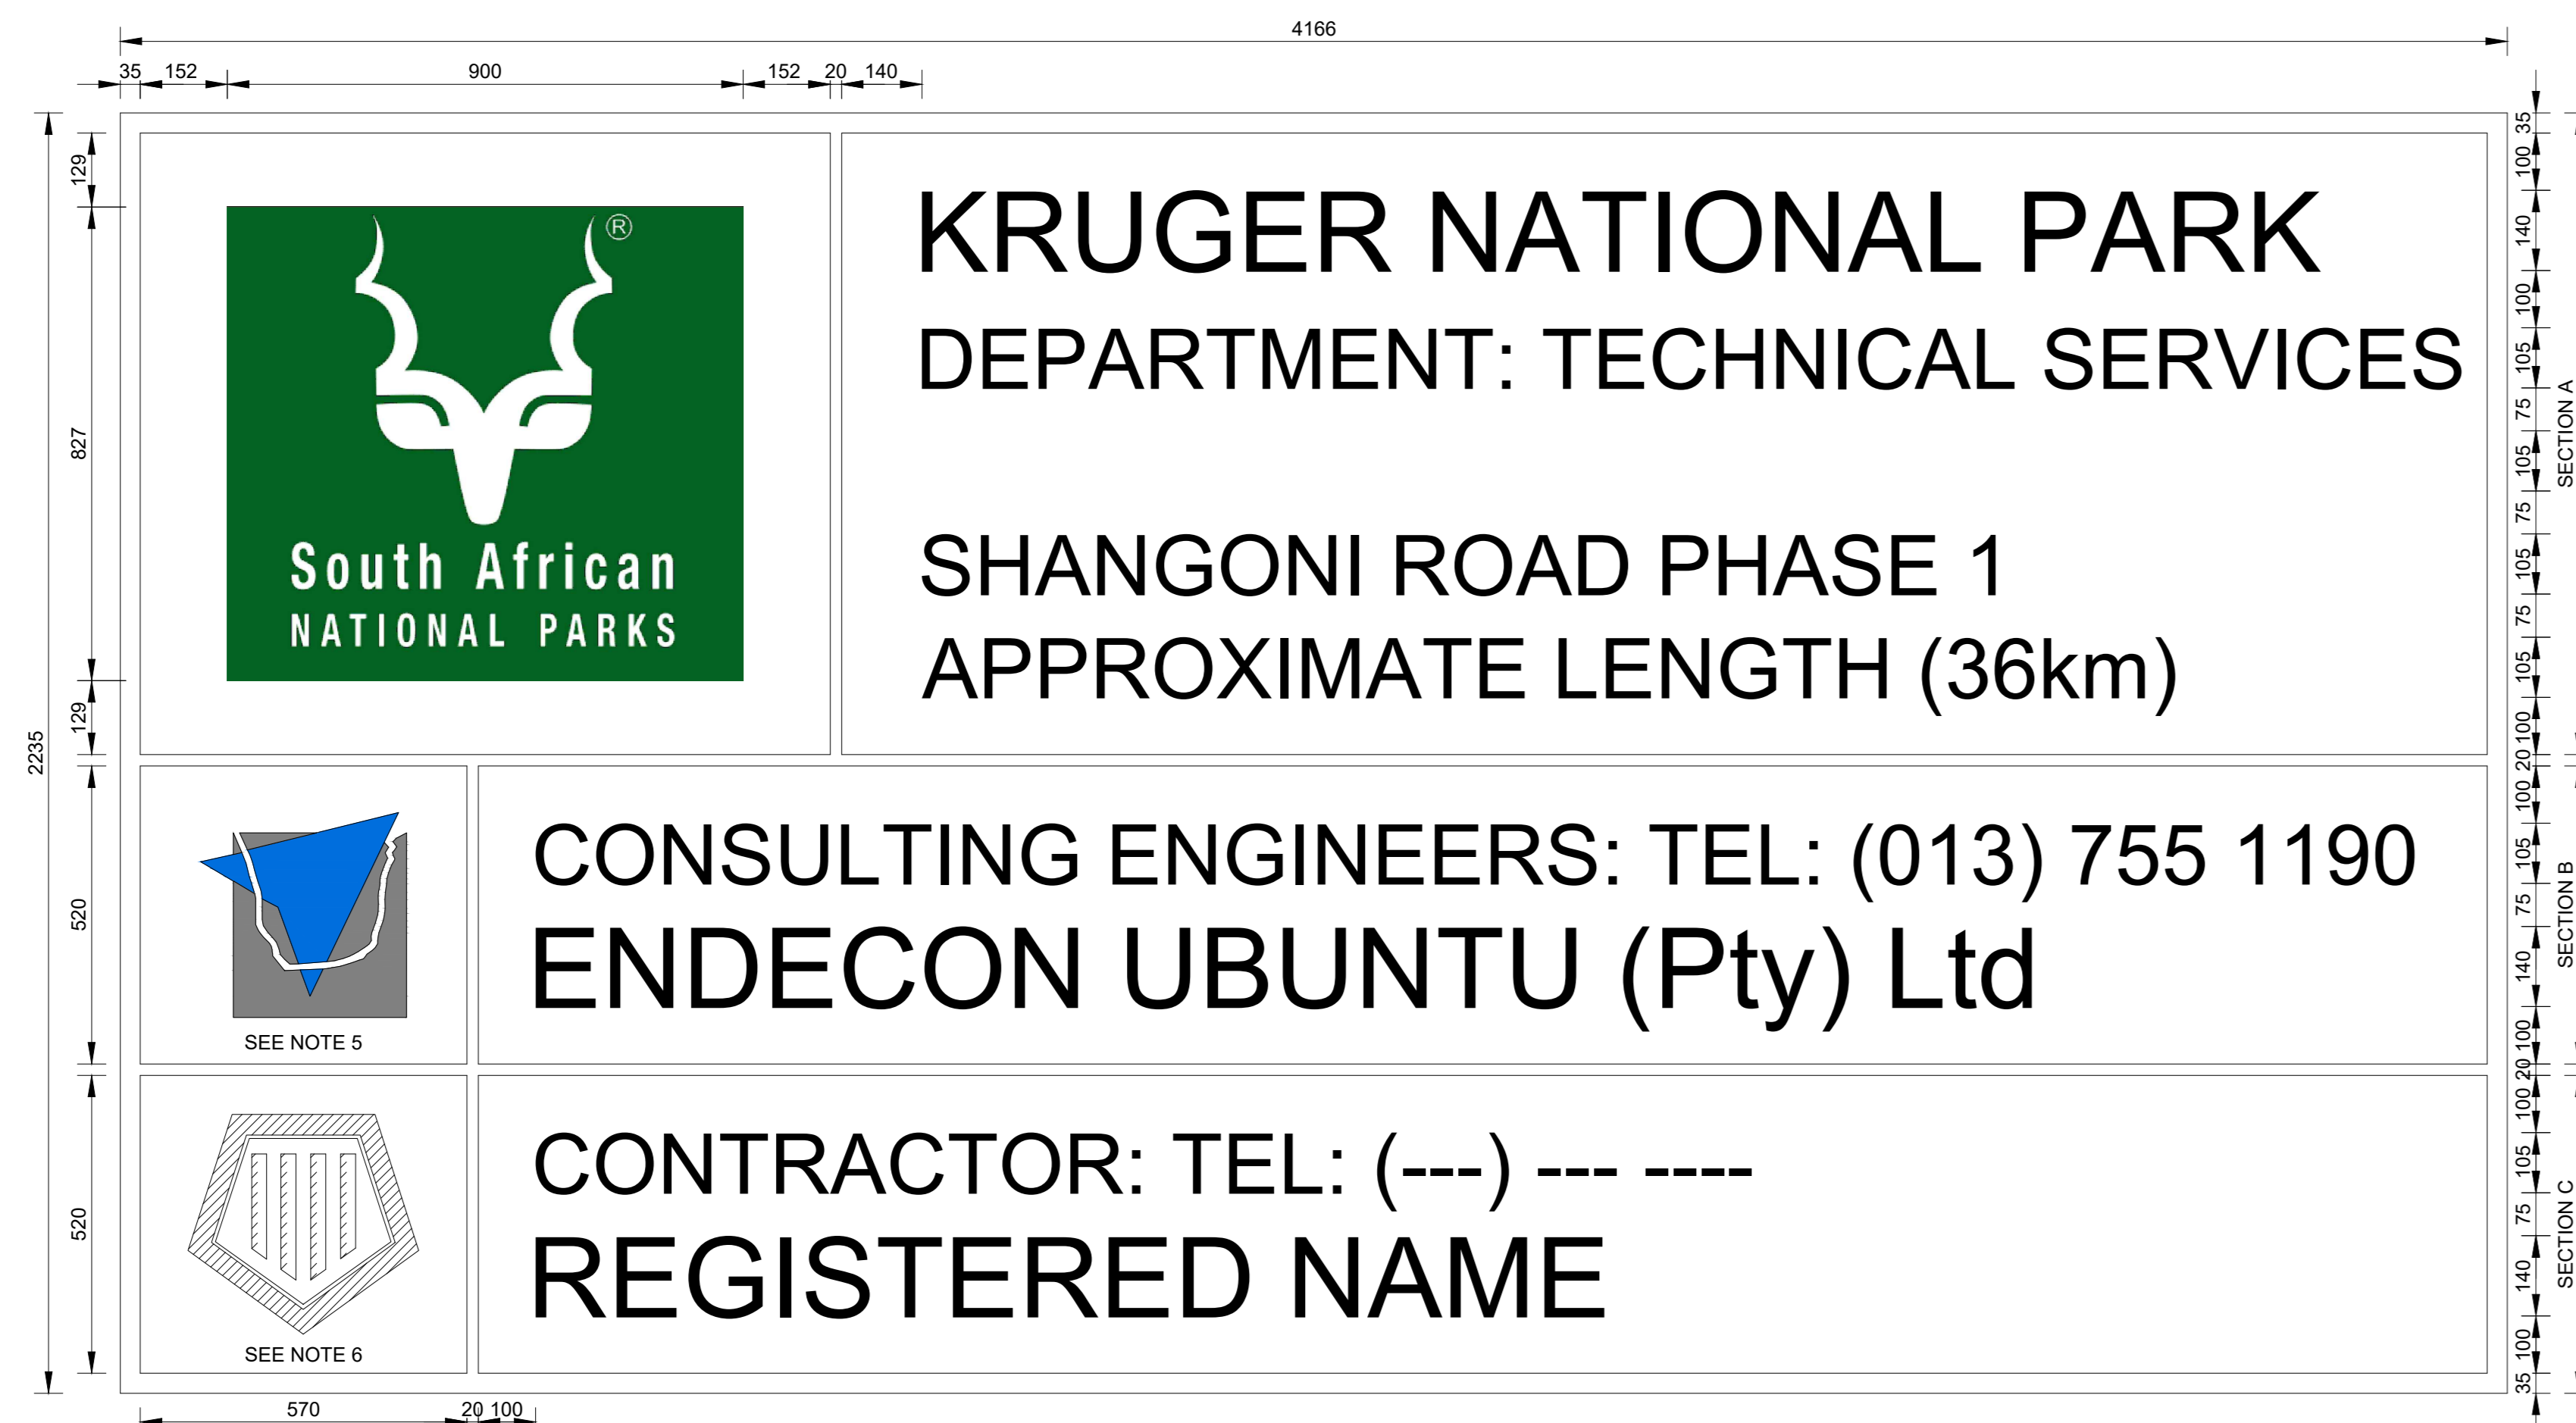 4166
35 152 900 152 20 140
®
South African
NATIONAL PARKS
KRUGER NATIONAL PARK
DEPARTMENT: TECHNICAL SERVICES
SHANGONI ROAD PHASE 1
APPROXIMATE LENGTH (36km)
129
827
129
2235
520
520
SEE NOTE 5
CONSULTING ENGINEERS: TEL: (013) 755 1190
ENDECON UBUNTU (Pty) Ltd
SEE NOTE 6
CONTRACTOR: TEL: (---) --- ----
REGISTERED NAME
570 20 100
35
100
140
100
105
75
105
75
105
75
105
100
20
100
105
75
140
100
20
100
105
75
140
100
35
SECTION A
SECTION B
SECTION C